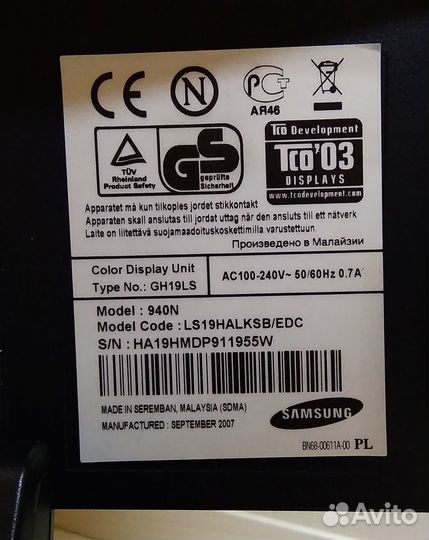 CE N PG
АЯ46
TÜV
Rheinland
Product Safety
GS
geprüfte
Sicherheit
TCO Development
TCO'03
DISPLAYS
www.tcodevelopment.com
Apparatet må kun tilkoples jordet stikkontakt
Apparaten skall anslutas till jordat uttag när den ansluts till ett nätverk
Laite on liitettävä suojamaadoituskoskettimilla varustettuun.
Произведено в Малайзии
Color Display Unit
Type No.: GH19LS
AC100-240V~ 50/60Hz 0.7A
Model : 940N
Model Code : LS19HALKSB/EDC
S/N : HA19HMDP911955W
MADE IN SEREMBAN, MALAYSIA (SDMA)
MANUFACTURED : SEPTEMBER 2007
SAMSUNG
BN68-00611A-00 PL
Avito